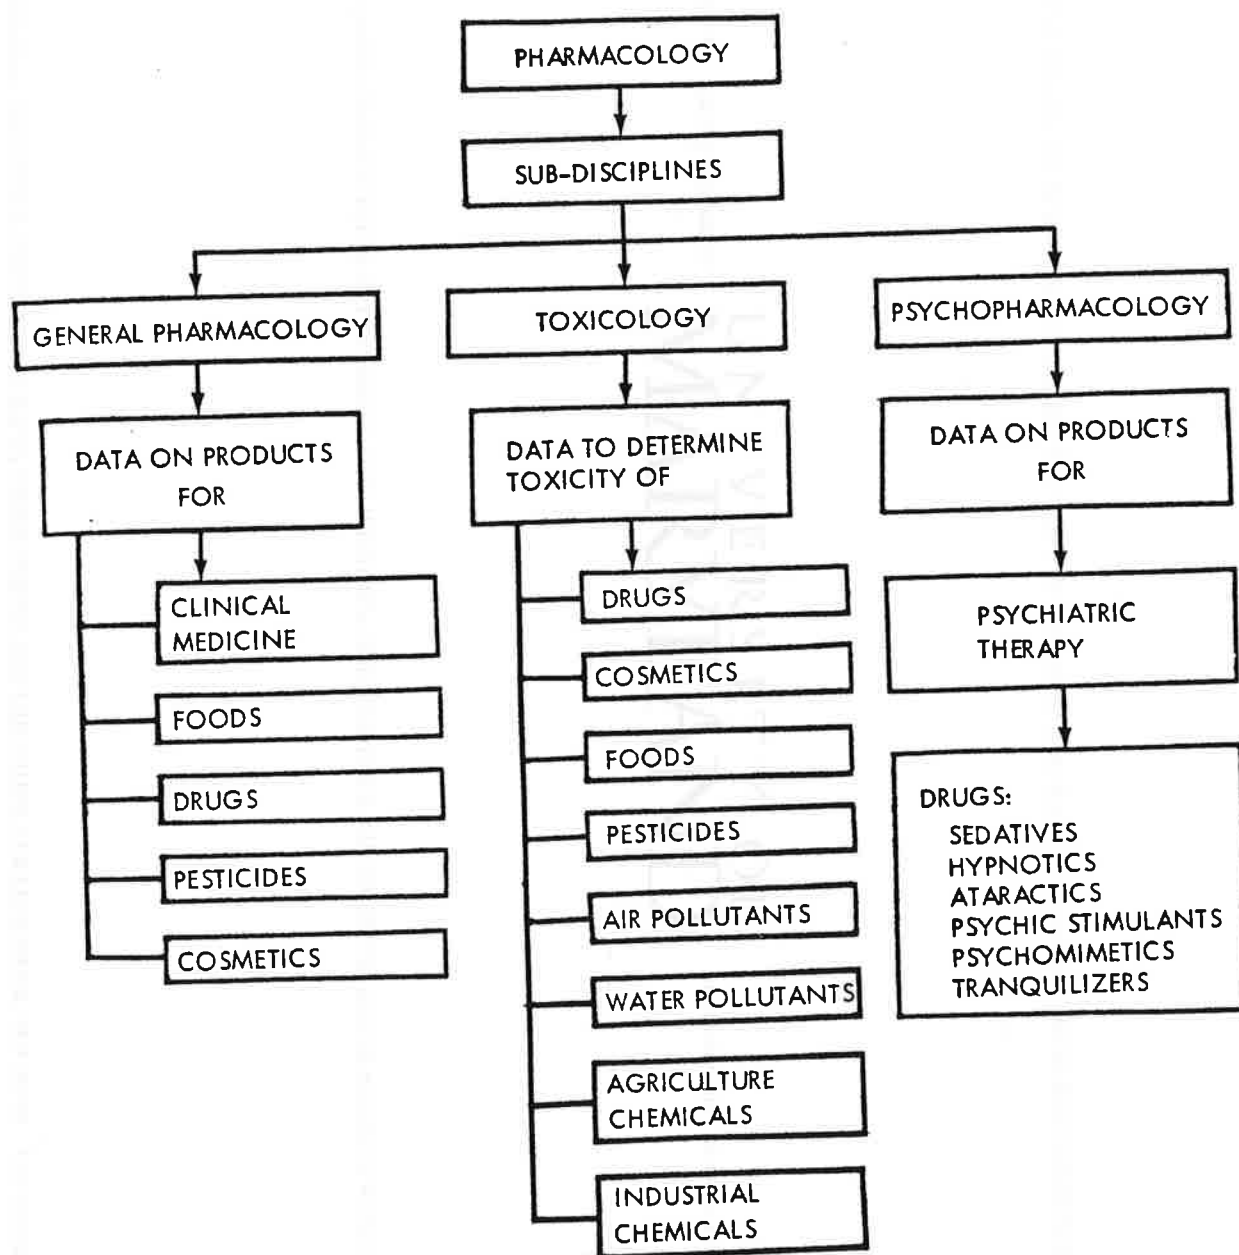 PHARMACOLOGY
SUB-DISCIPLINES
GENERAL PHARMACOLOGY
DATA ON PRODUCTS
FOR
CLINICAL
MEDICINE
FOODS
DRUGS
PESTICIDES
COSMETICS
TOXICOLOGY
DATA TO DETERMINE
TOXICITY OF
DRUGS
COSMETICS
FOODS
PESTICIDES
AIR POLLUTANTS
WATER POLLUTANTS
AGRICULTURE
CHEMICALS
INDUSTRIAL
CHEMICALS
PSYCHOPHARMACOLOGY
DATA ON PRODUCTS
FOR
PSYCHIATRIC
THERAPY
DRUGS:
SEDATIVES
HYPNOTICS
ATARACTICS
PSYCHIC STIMULANTS
PSYCHOMIMETICS
TRANQUILIZERS